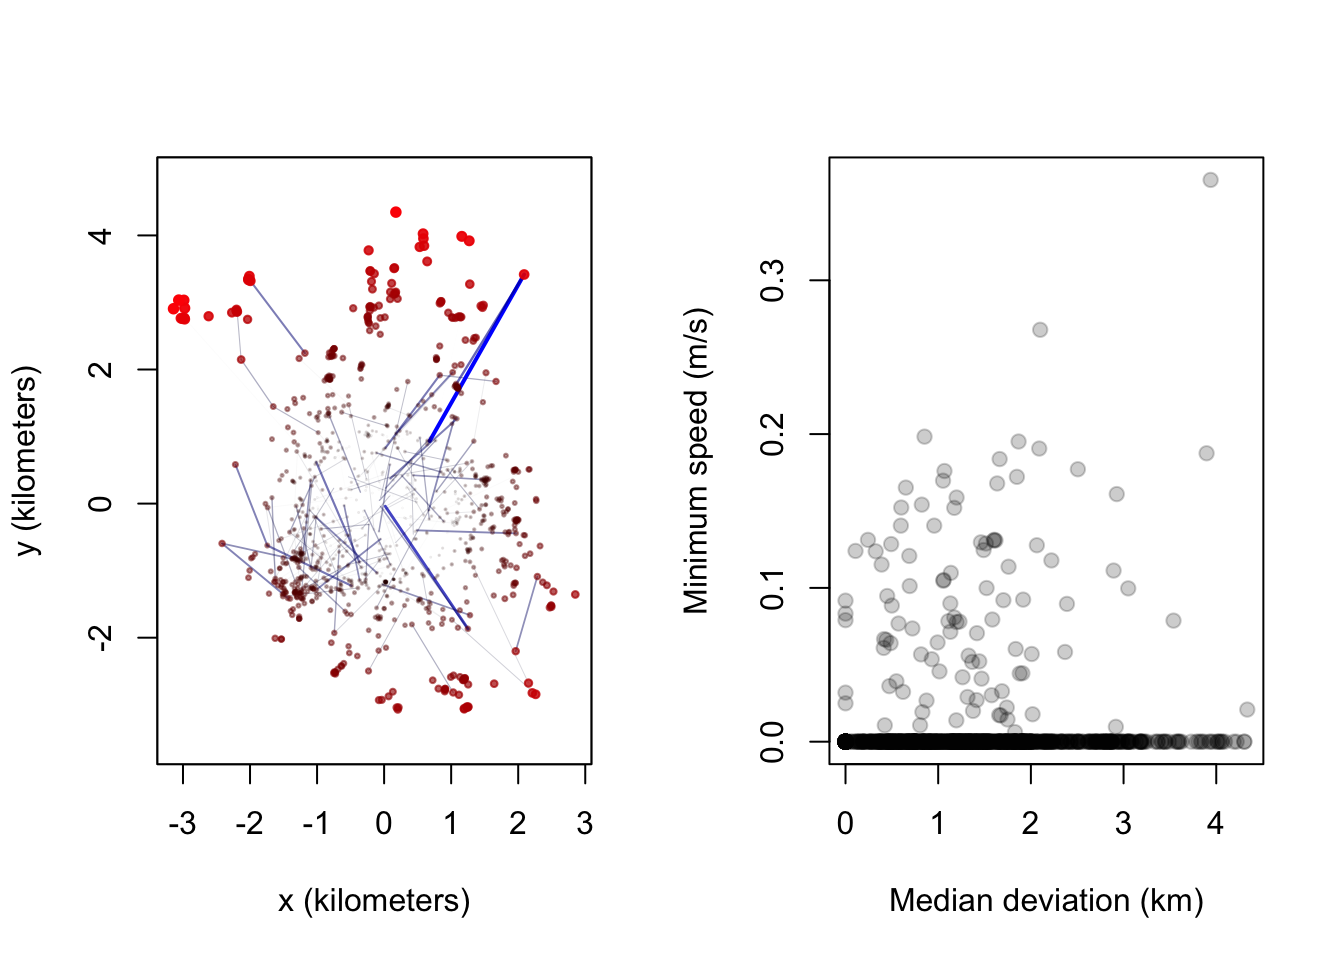 y (kilometers)
4
2
0
-2
-3 -2 -1 0 1 2 3
x (kilometers)
Minimum speed (m/s)
0.3
0.2
0.1
0.0
0 1 2 3 4
Median deviation (km)